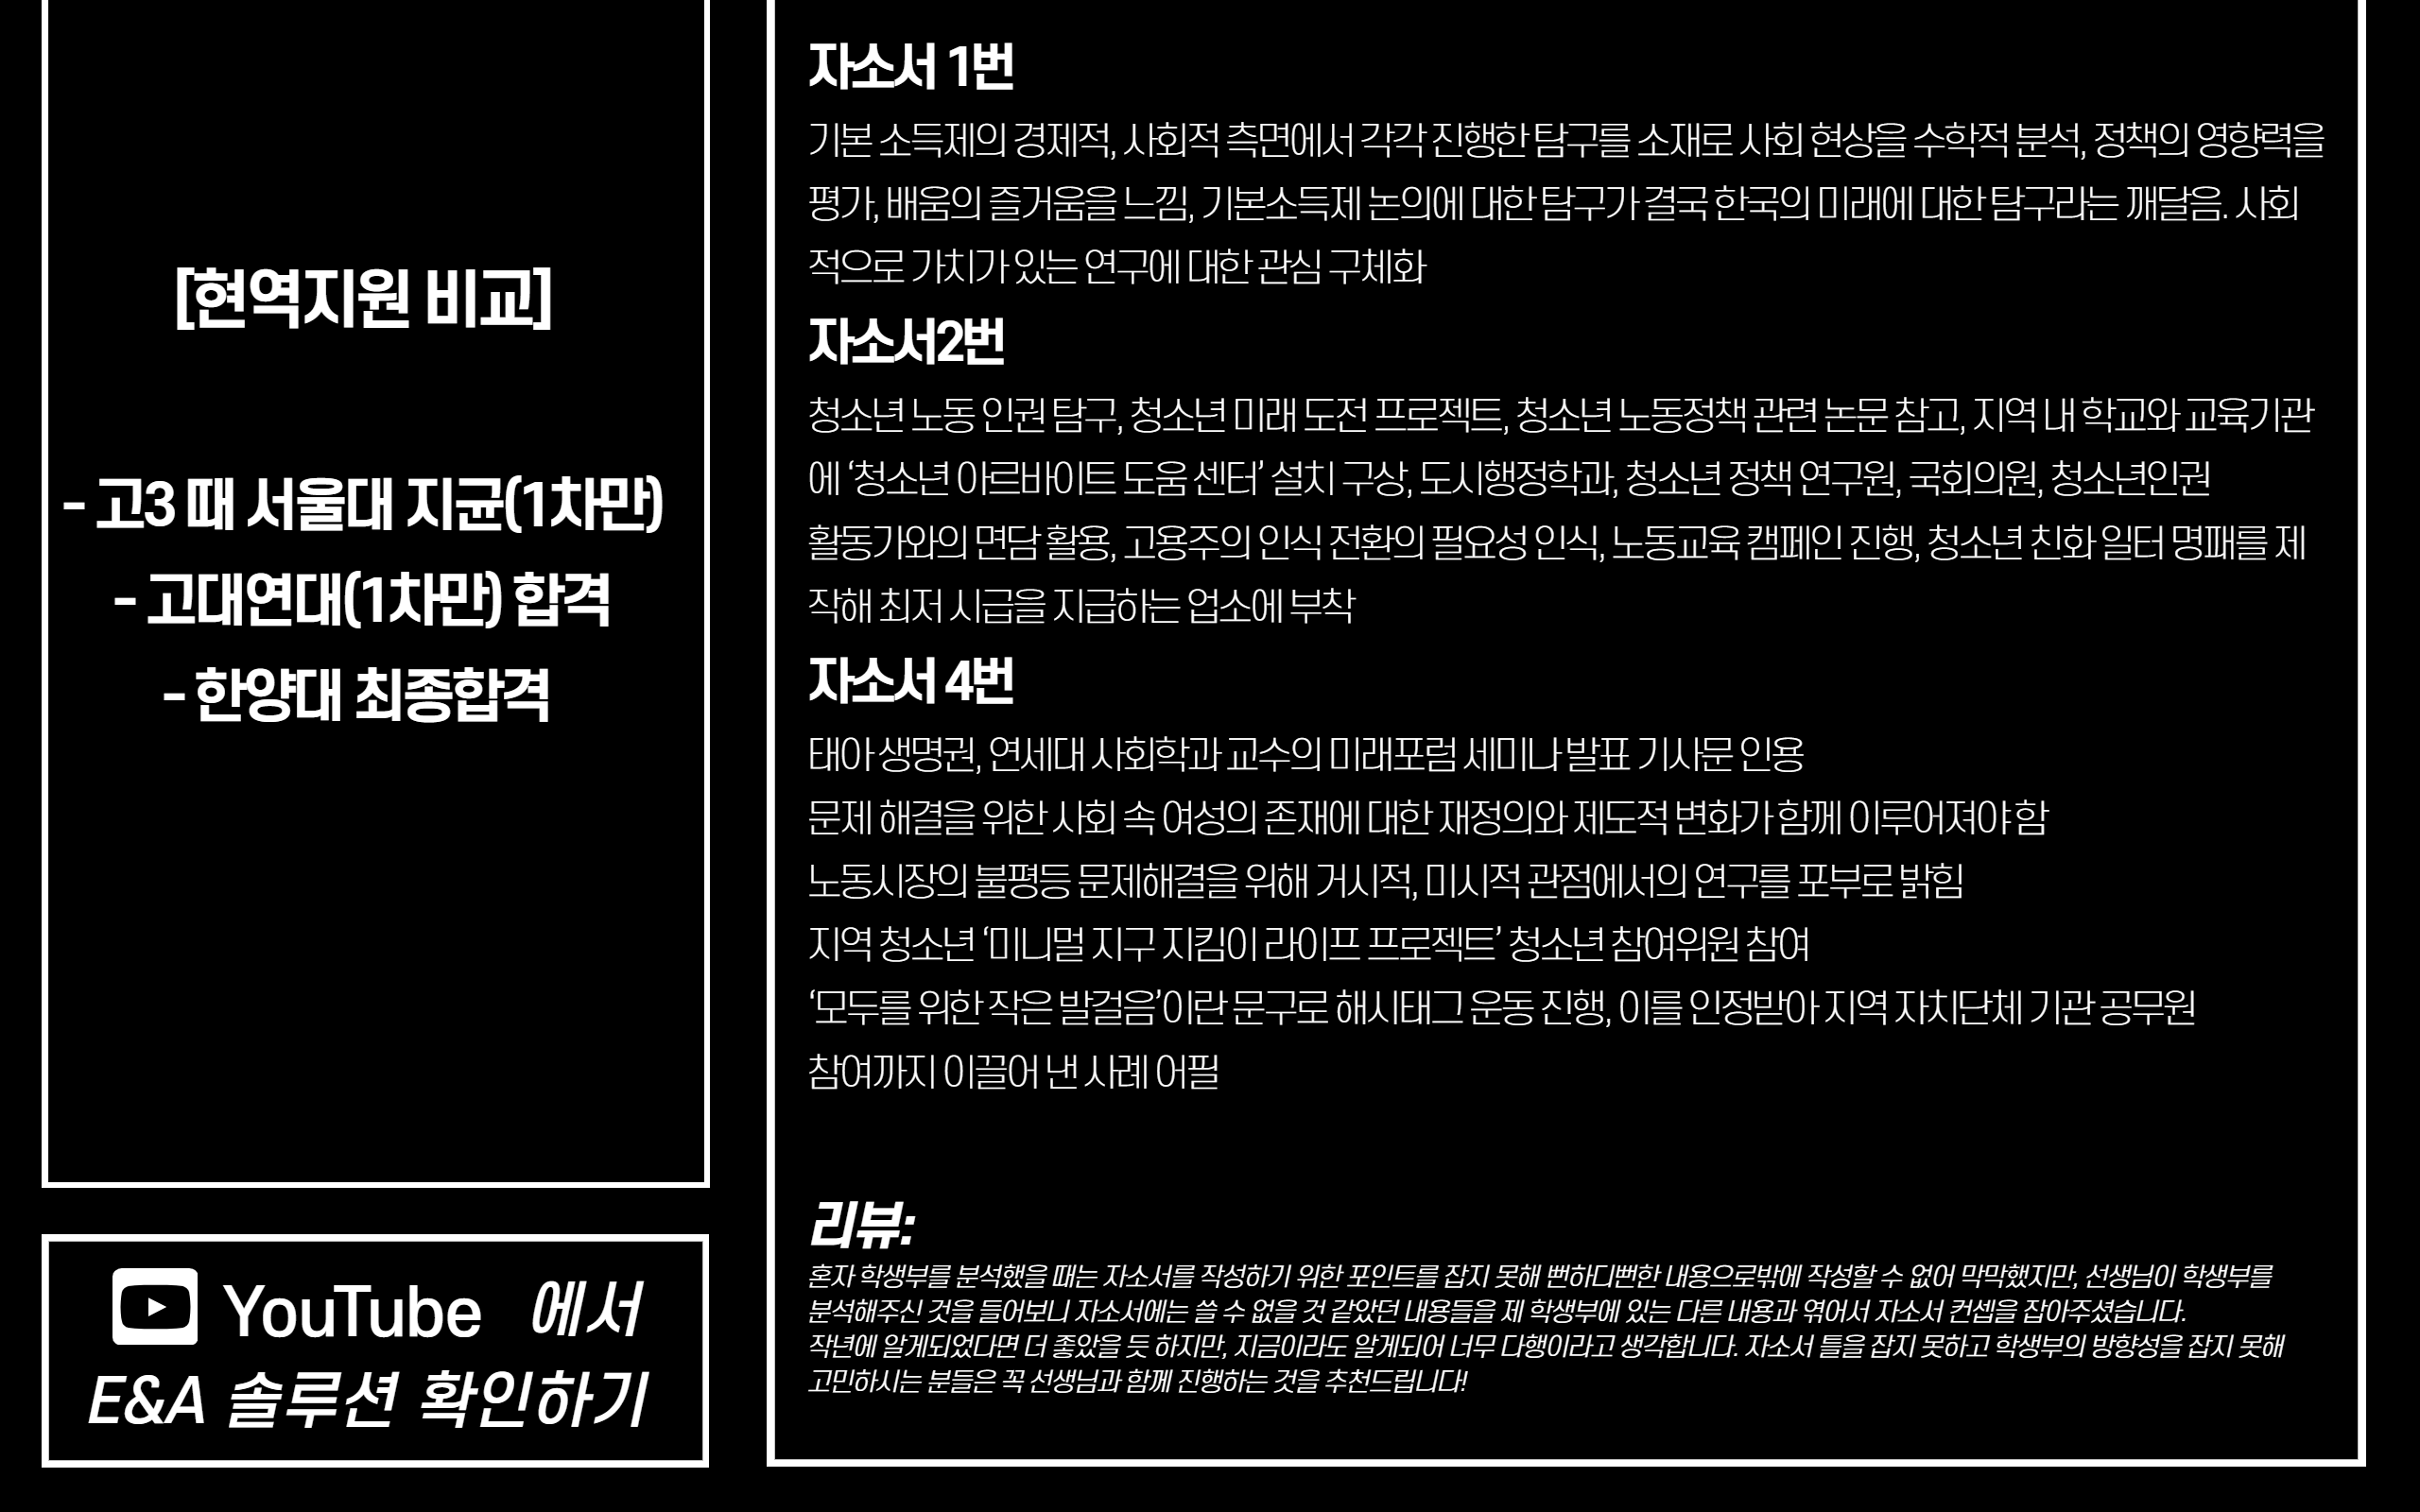 [현역지원 비교]
- 고3 때 서울대 지균(1차만)
- 고대연대(1차만) 합격
- 한양대 최종합격
YouTube 에서
E&A 솔루션 확인하기
자소서 1번
기본 소득제의 경제적, 사회적 측면에서 각각 진행한 탐구를 소재로 사회 현상을 수학적 분석, 정책의 영향력을
평가, 배움의 즐거움을 느낌, 기본소득제 논의에 대한 탐구가 결국 한국의 미래에 대한 탐구라는 깨달음. 사회
적으로 가치가 있는 연구에 대한 관심 구체화
자소서2번
청소년 노동 인권 탐구, 청소년 미래 도전 프로젝트, 청소년 노동정책 관련 논문 참고, 지역 내 학교와 교육기관
에 ‘청소년 아르바이트 도움 센터’ 설치 구상, 도시행정학과, 청소년 정책 연구원, 국회의원, 청소년인권
활동가와의 면담 활용, 고용주의 인식 전환의 필요성 인식, 노동교육 캠페인 진행, 청소년 친화 일터 명패를 제
작해 최저 시급을 지급하는 업소에 부착
자소서 4번
태아 생명권, 연세대 사회학과 교수의 미래포럼 세미나 발표 기사문 인용
문제 해결을 위한 사회 속 여성의 존재에 대한 재정의와 제도적 변화가 함께 이루어져야 함
노동시장의 불평등 문제해결을 위해 거시적, 미시적 관점에서의 연구를 포부로 밝힘
지역 청소년 ‘미니멀 지구 지킴이 라이프 프로젝트’ 청소년 참여위원 참여
‘모두를 위한 작은 발걸음’이란 문구로 해시태그 운동 진행, 이를 인정받아 지역 자치단체 기관 공무원
참여까지 이끌어 낸 사례 어필
리뷰:
혼자 학생부를 분석했을 때는 자소서를 작성하기 위한 포인트를 잡지 못해 뻔하디뻔한 내용으로밖에 작성할 수 없어 막막했지만, 선생님이 학생부를
분석해주신 것을 들어보니 자소서에는 쓸 수 없을 것 같았던 내용들을 제 학생부에 있는 다른 내용과 엮어서 자소서 컨셉을 잡아주셨습니다.
작년에 알게되었다면 더 좋았을 듯 하지만, 지금이라도 알게되어 너무 다행이라고 생각합니다. 자소서 틀을 잡지 못하고 학생부의 방향성을 잡지 못해
고민하시는 분들은 꼭 선생님과 함께 진행하는 것을 추천드립니다!